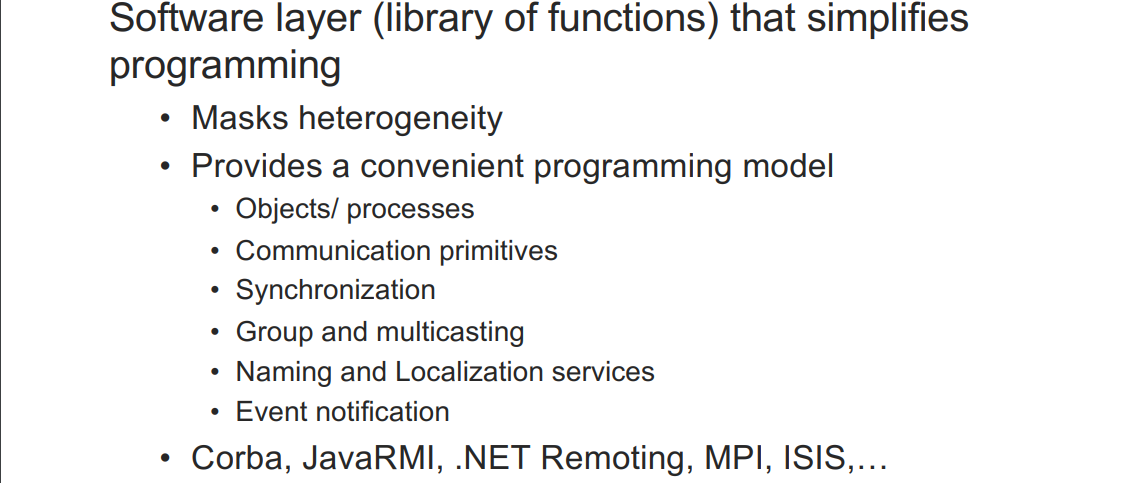 Software layer (library of functions) that simplifies
programming
• Masks heterogeneity
• Provides a convenient programming model
• Objects/ processes
• Communication primitives
• Synchronization
• Group and multicasting
• Naming and Localization services
• Event notification
• Corba, JavaRMI, .NET Remoting, MPI, ISIS,…